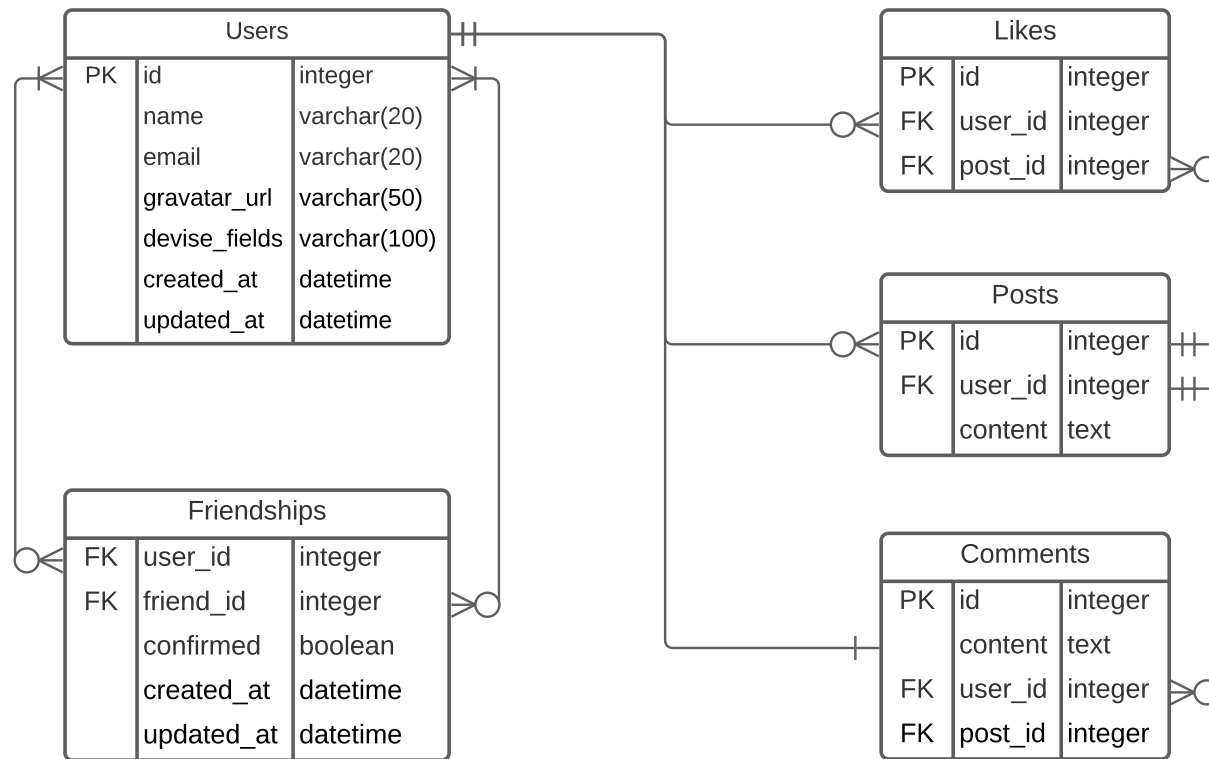 Users
PK id integer
name varchar(20)
email varchar(20)
gravatar_url varchar(50)
devise_fields varchar(100)
created_at datetime
updated_at datetime
Friendships
FK user_id integer
FK friend_id integer
confirmed boolean
created_at datetime
updated_at datetime
Likes
PK id integer
FK user_id integer
FK post_id integer
Posts
PK id integer
FK user_id integer
content text
Comments
PK id integer
content text
FK user_id integer
FK post_id integer